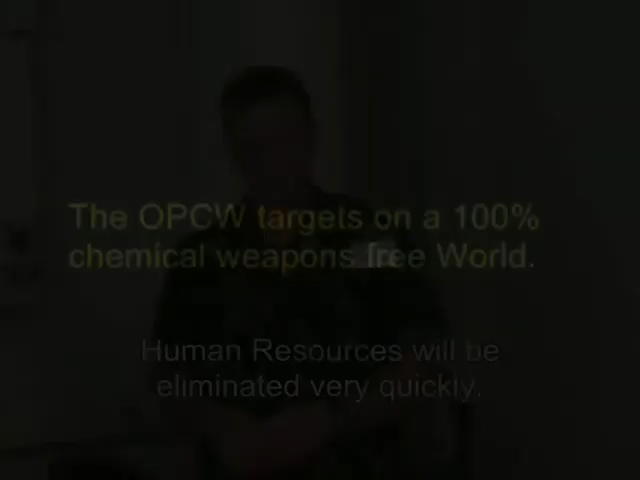 The OPCW targets on a 100%
chemical weapons free World.
Human Resources will be
eliminated very quickly.